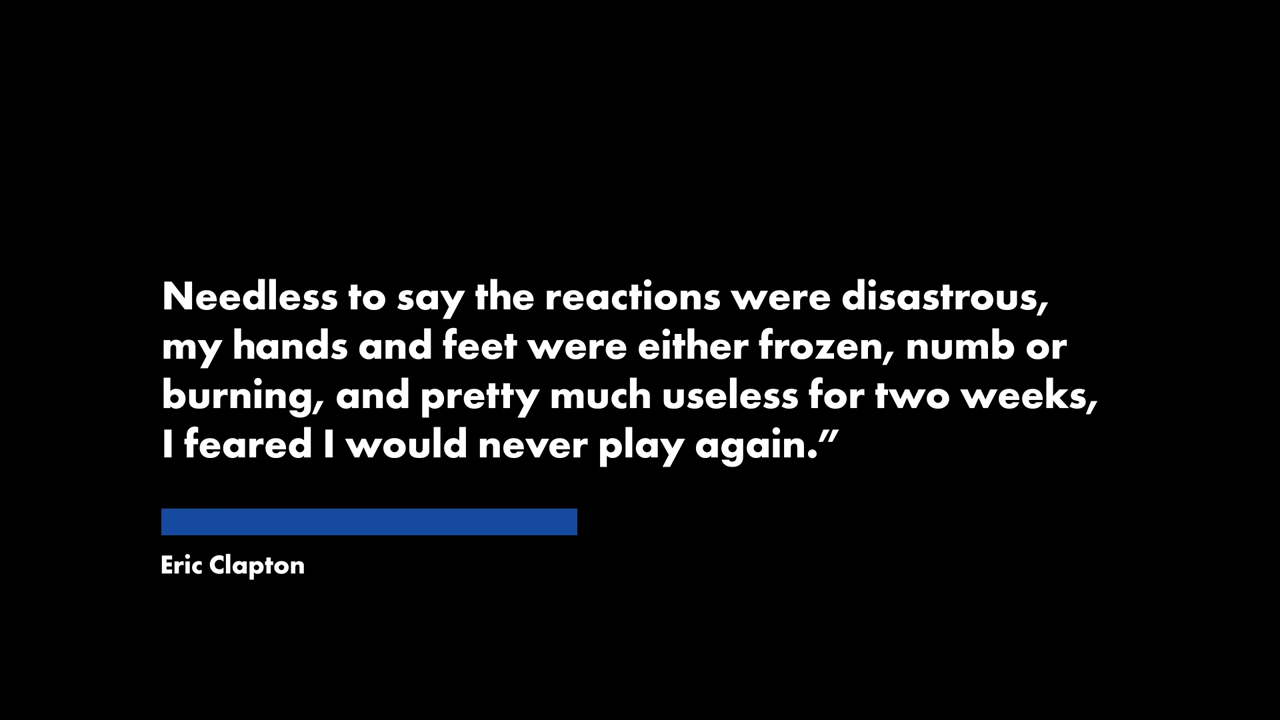 Needless to say the reactions were disastrous,
my hands and feet were either frozen, numb or
burning, and pretty much useless for two weeks,
I feared I would never play again.”
Eric Clapton